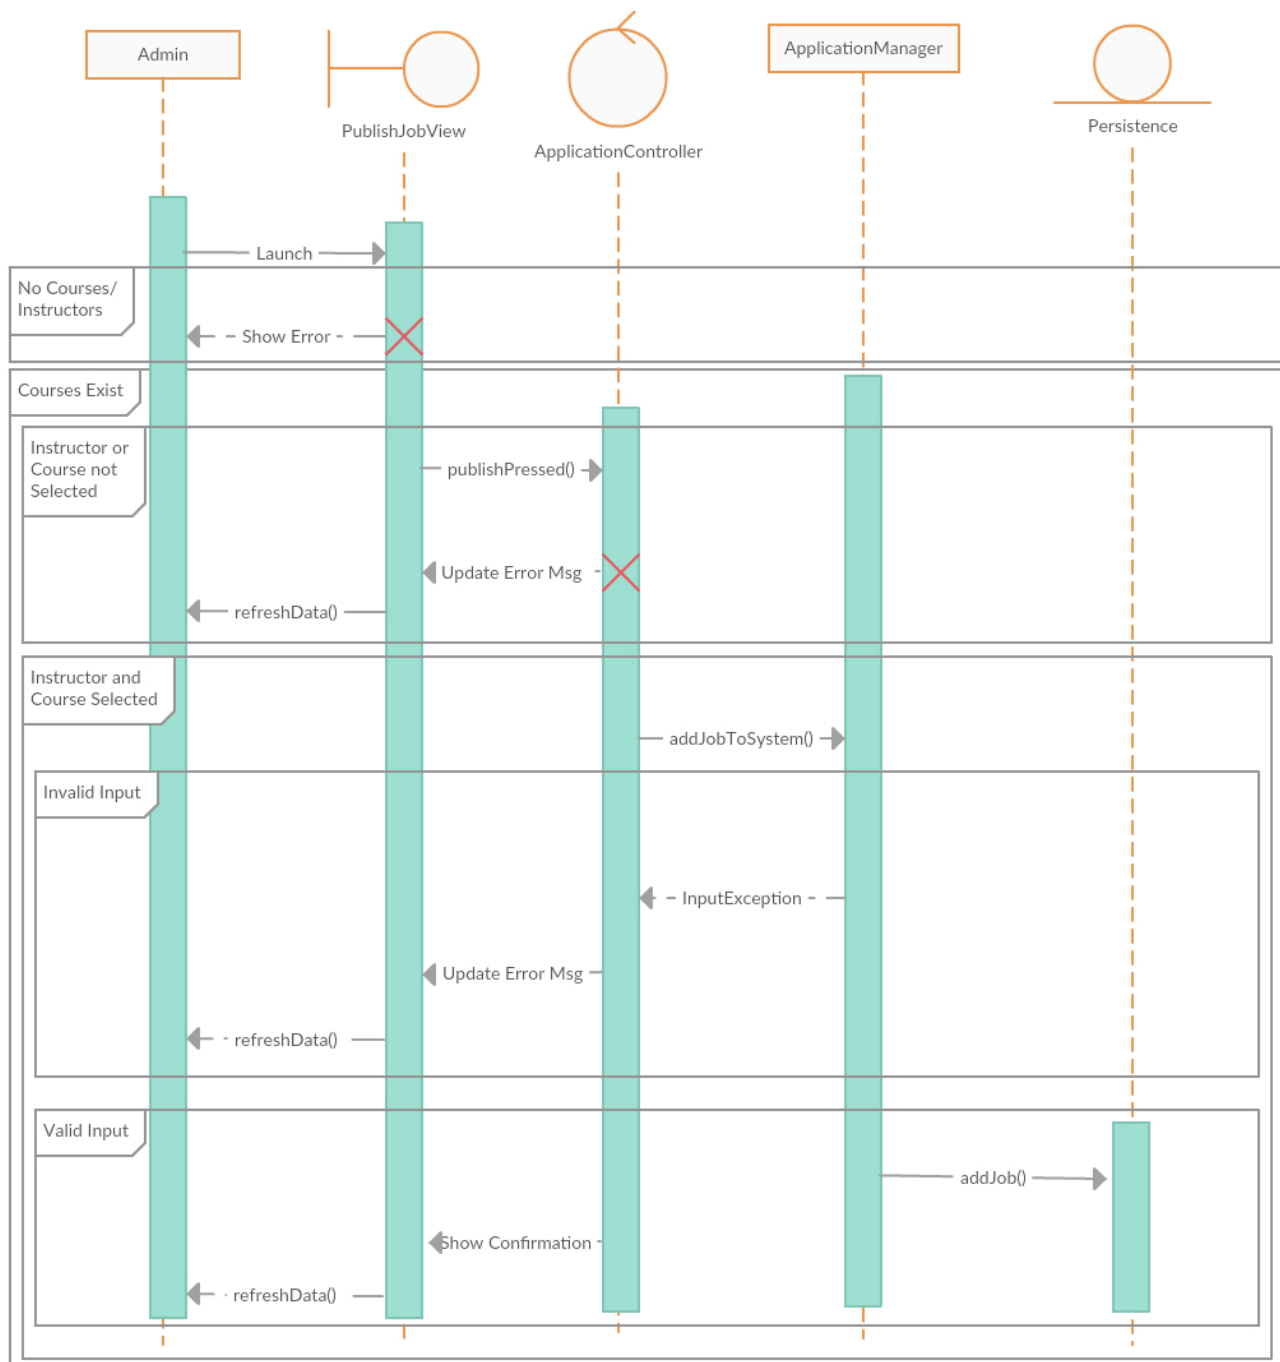 Admin
PublishJobView
ApplicationController
ApplicationManager
Persistence
Launch
No Courses/
Instructors
Show Error
Courses Exist
Instructor or
Course not
Selected
publishPressed()
Update Error Msg
refreshData()
Instructor and
Course Selected
addJobToSystem()
Invalid Input
InputException
Update Error Msg
refreshData()
Valid Input
addJob()
Show Confirmation
refreshData()